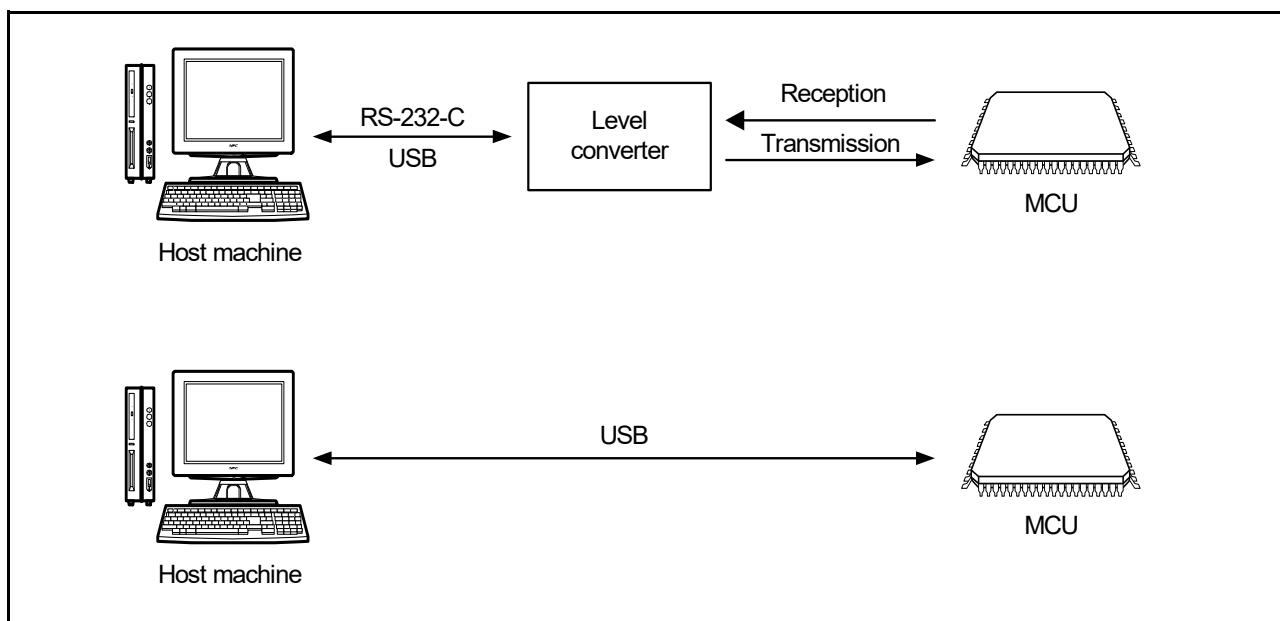 RS-232-C
USB
Level
converter
Reception
Transmission
MCU
Host machine
USB
MCU
Host machine